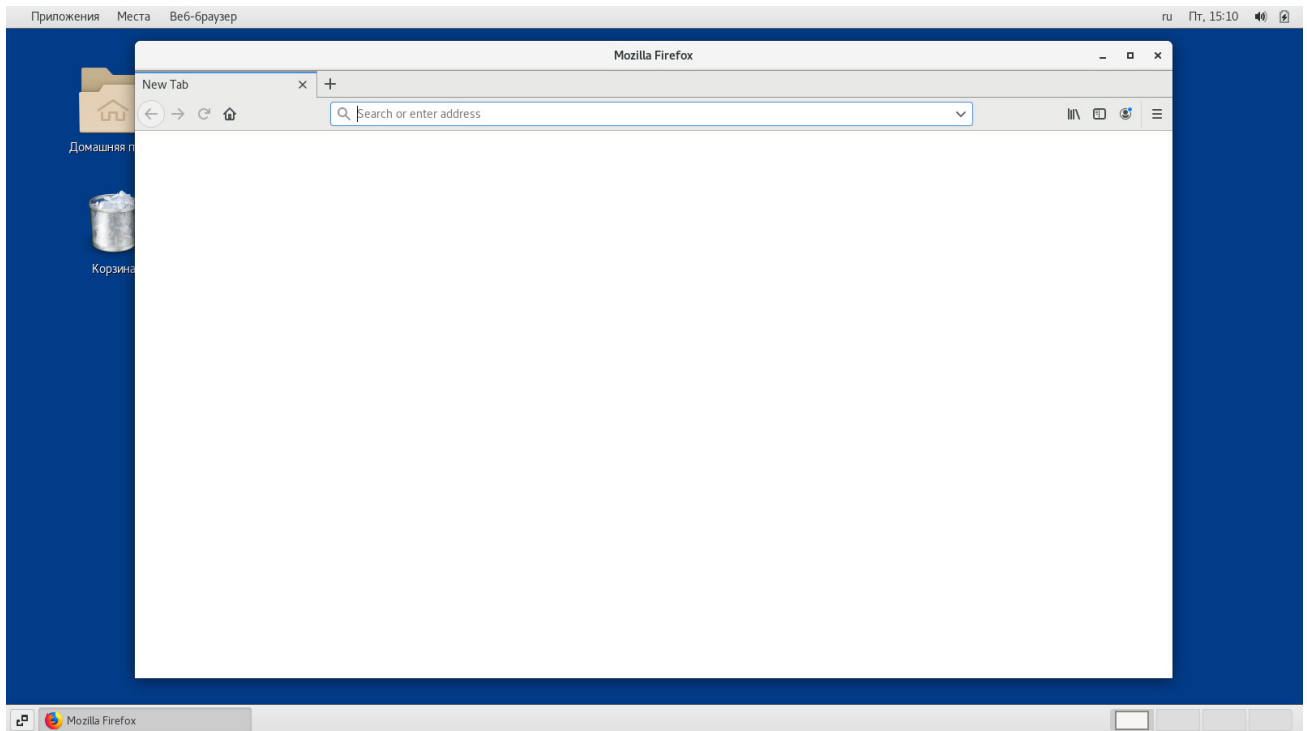 Приложения Места Веб-браузер ru Пт, 15:10
Mozilla Firefox
New Tab
Search or enter address
Домашняя п
Корзина
Mozilla Firefox